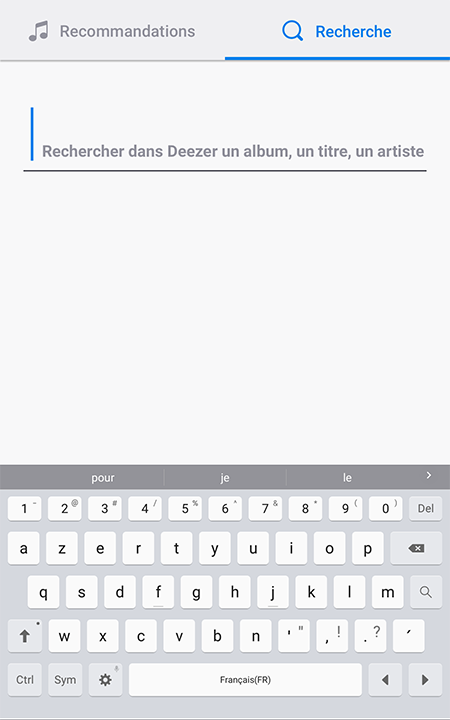 Recommandations Recherche
Rechercher dans Deezer un album, un titre, un artiste
pour je le
1 - 2 @ 3 # 4 / 5 % 6 ^ 7 & 8 * 9 ( 0 ) Del
a z e r t y u i o p
q s d f g h j k l m
w x c v b n ' " , ! . ? ´
Ctrl Sym Français(FR)